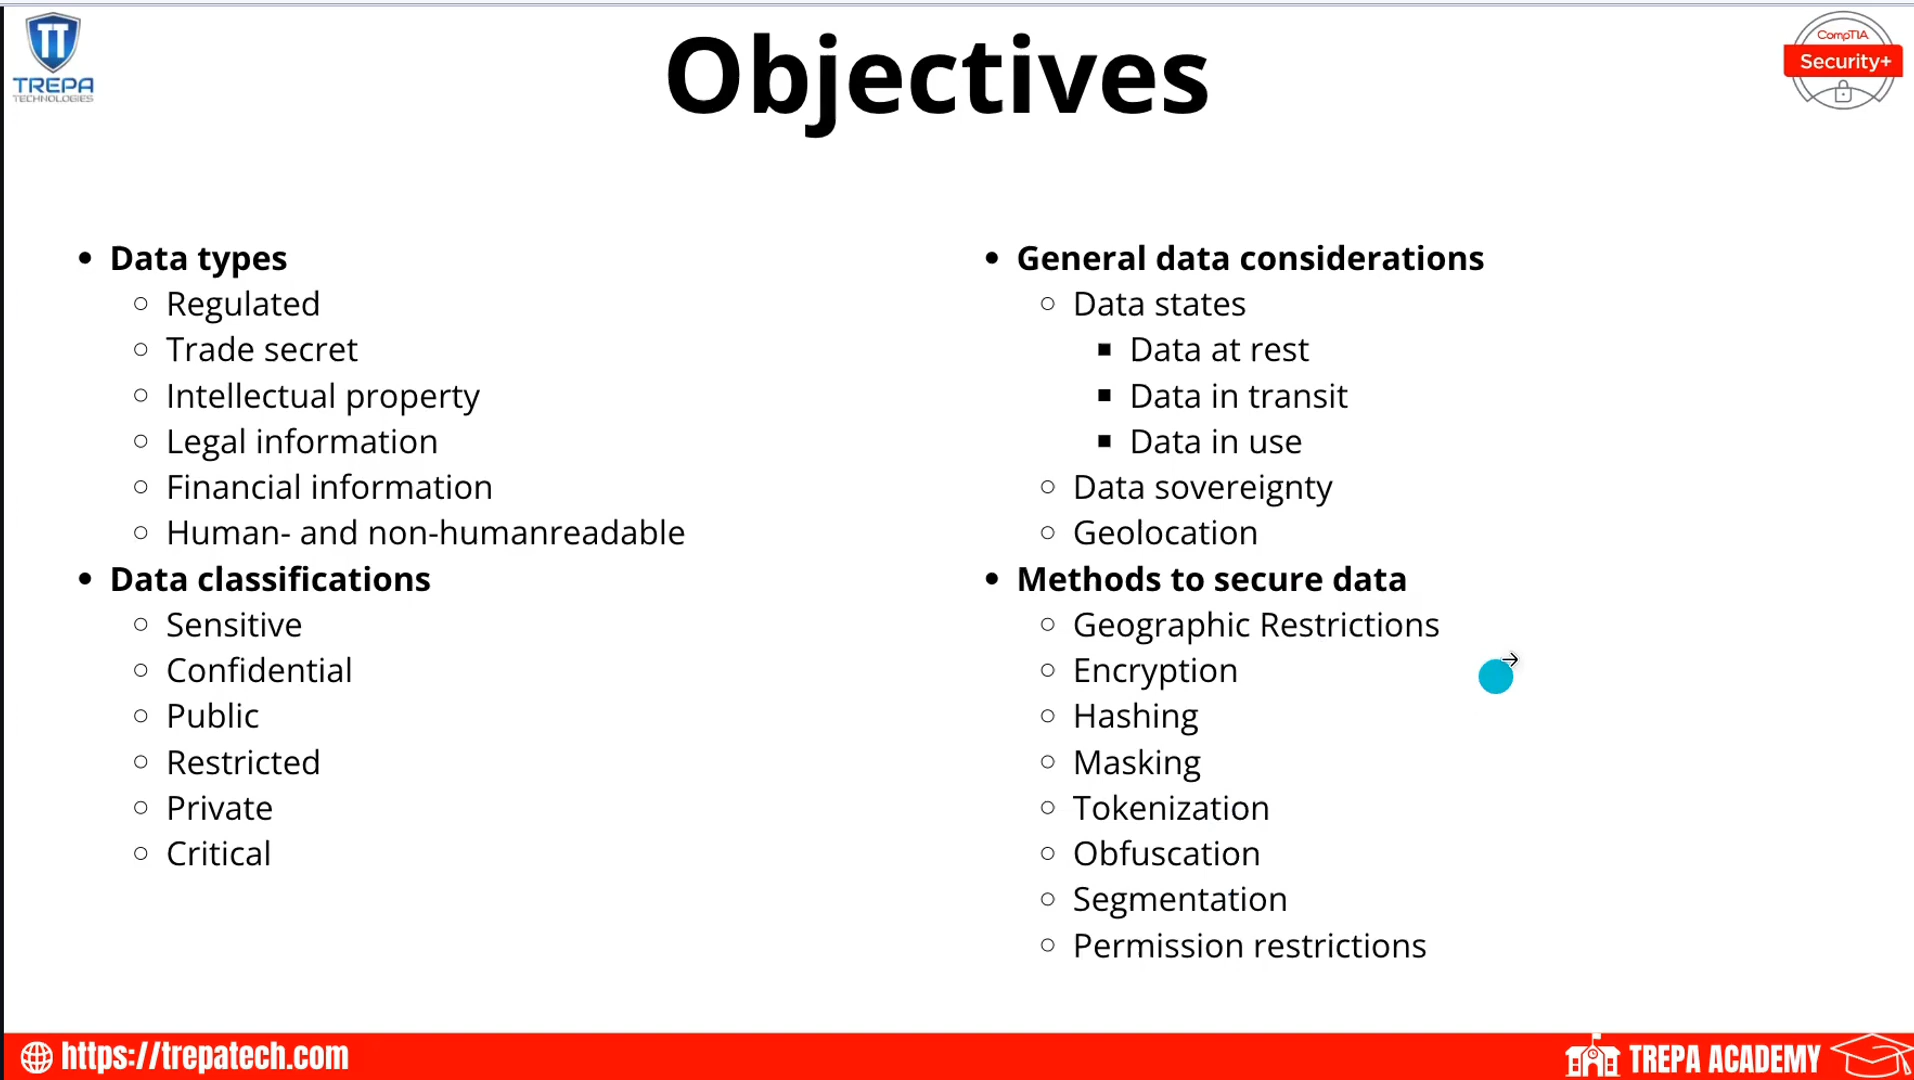 TREPA
TECHNOLOGIES
Objectives
CompTIA
Security+
• Data types
○ Regulated
○ Trade secret
○ Intellectual property
○ Legal information
○ Financial information
○ Human- and non-humanreadable
• Data classifications
○ Sensitive
○ Confidential
○ Public
○ Restricted
○ Private
○ Critical
• General data considerations
○ Data states
■ Data at rest
■ Data in transit
■ Data in use
○ Data sovereignty
○ Geolocation
• Methods to secure data
○ Geographic Restrictions
○ Encryption
○ Hashing
○ Masking
○ Tokenization
○ Obfuscation
○ Segmentation
○ Permission restrictions
https://trepatech.com
TREPA ACADEMY